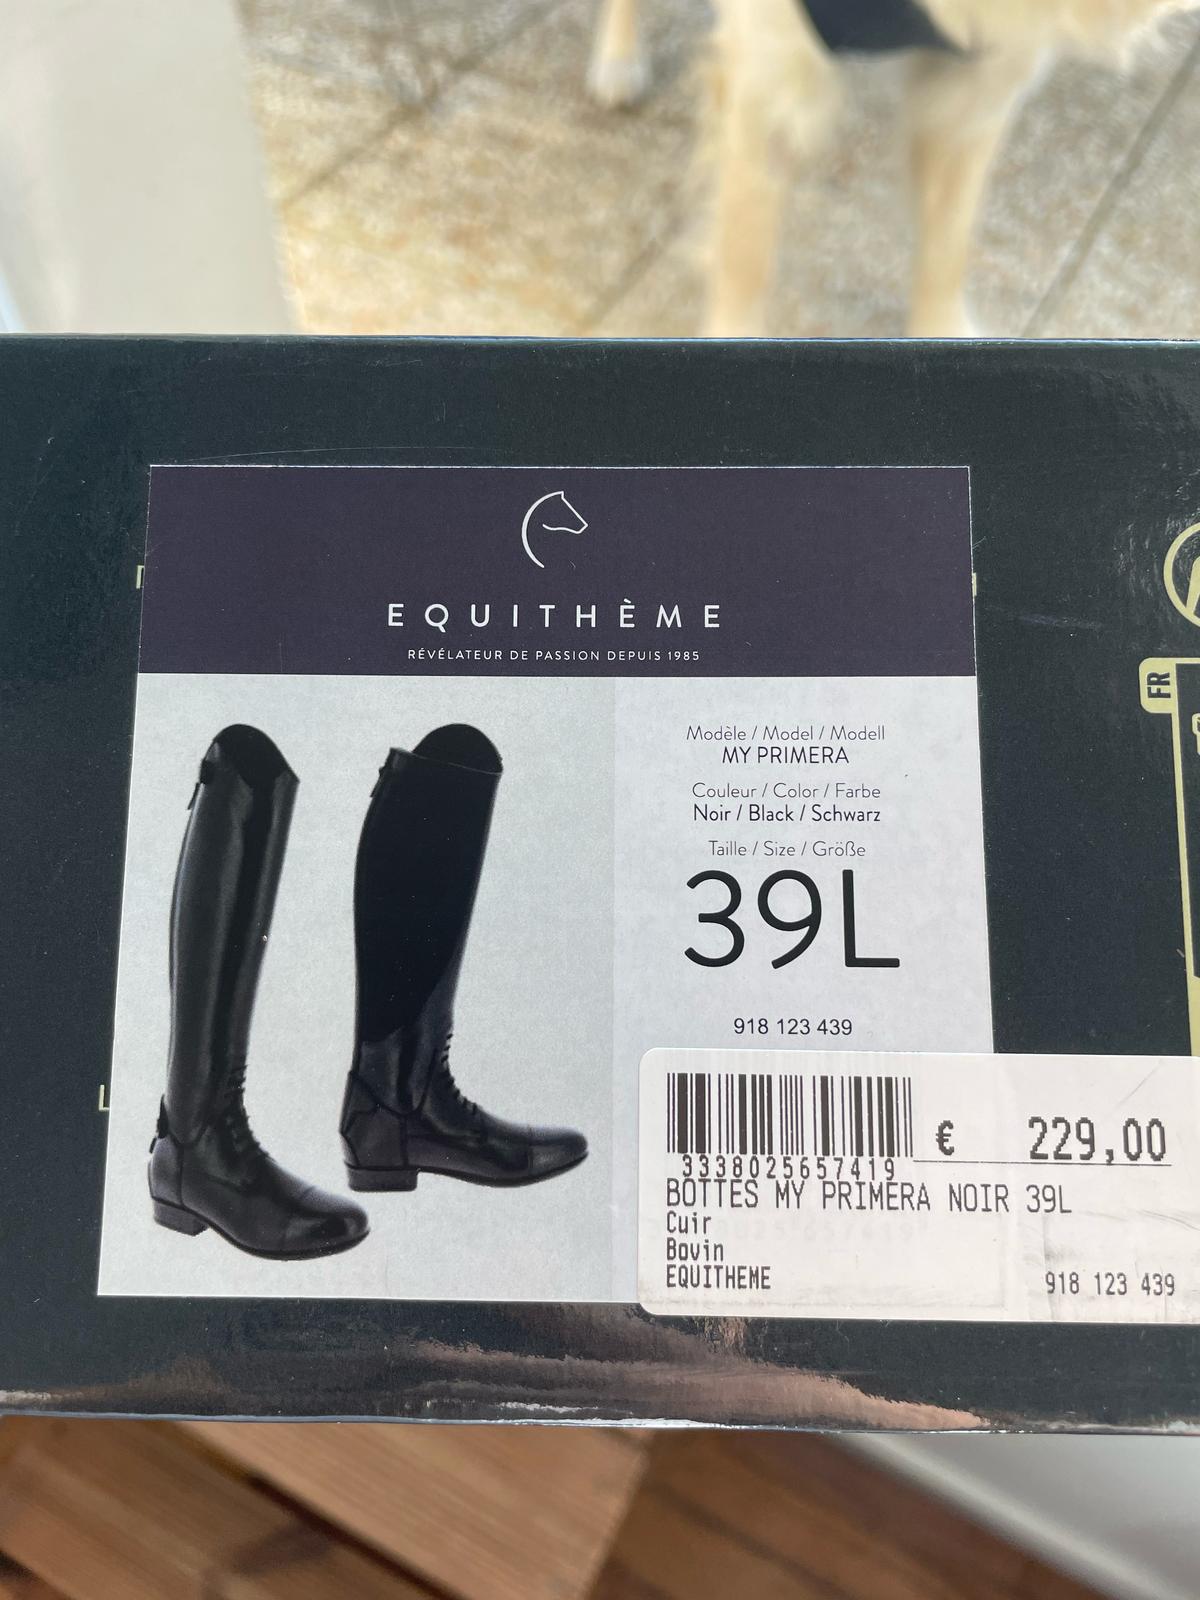 EQUITHÈME
RÉVÉLATEUR DE PASSION DEPUIS 1985
Modèle / Model / Modell
MY PRIMERA
Couleur / Color / Farbe
Noir / Black / Schwarz
Taille / Size / Größe
39L
918 123 439
FR
€ 229,00
3338025657419
BOTTES MY PRIMERA NOIR 39L
Cuir
Bovin
EQUITHEME
918 123 439